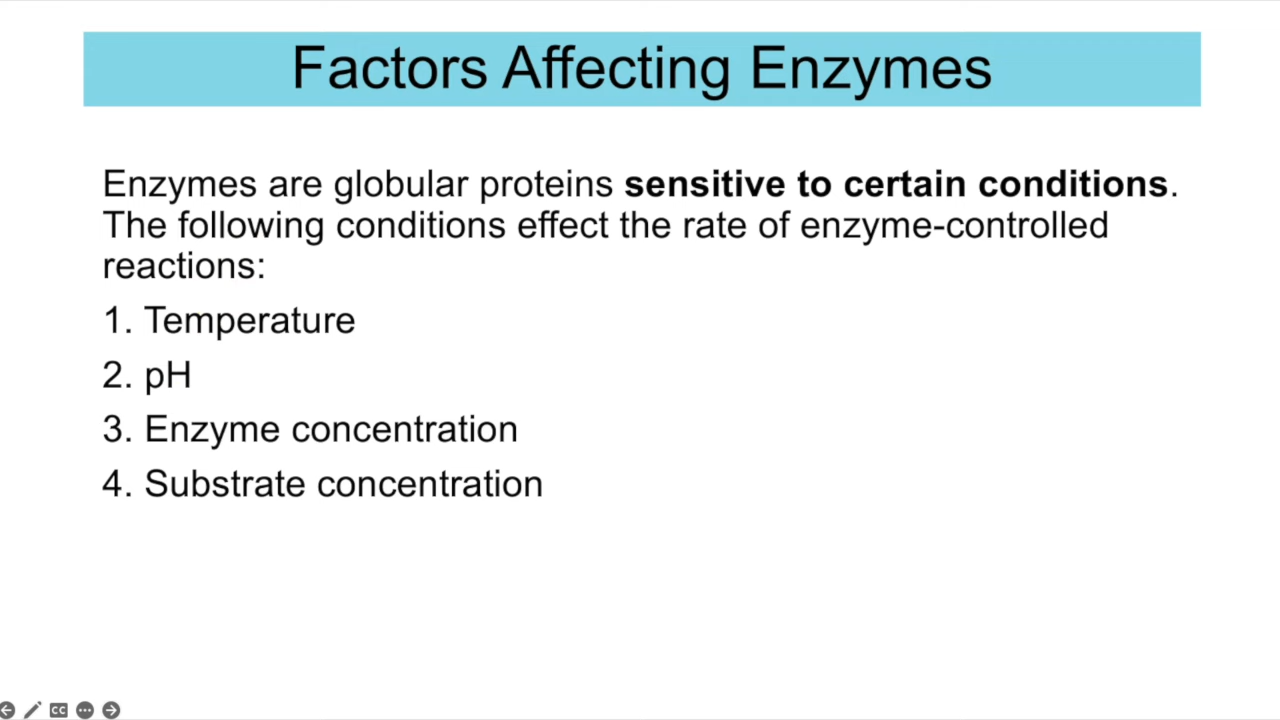 Factors Affecting Enzymes
Enzymes are globular proteins sensitive to certain conditions.
The following conditions effect the rate of enzyme-controlled
reactions:
1. Temperature
2. pH
3. Enzyme concentration
4. Substrate concentration
CC